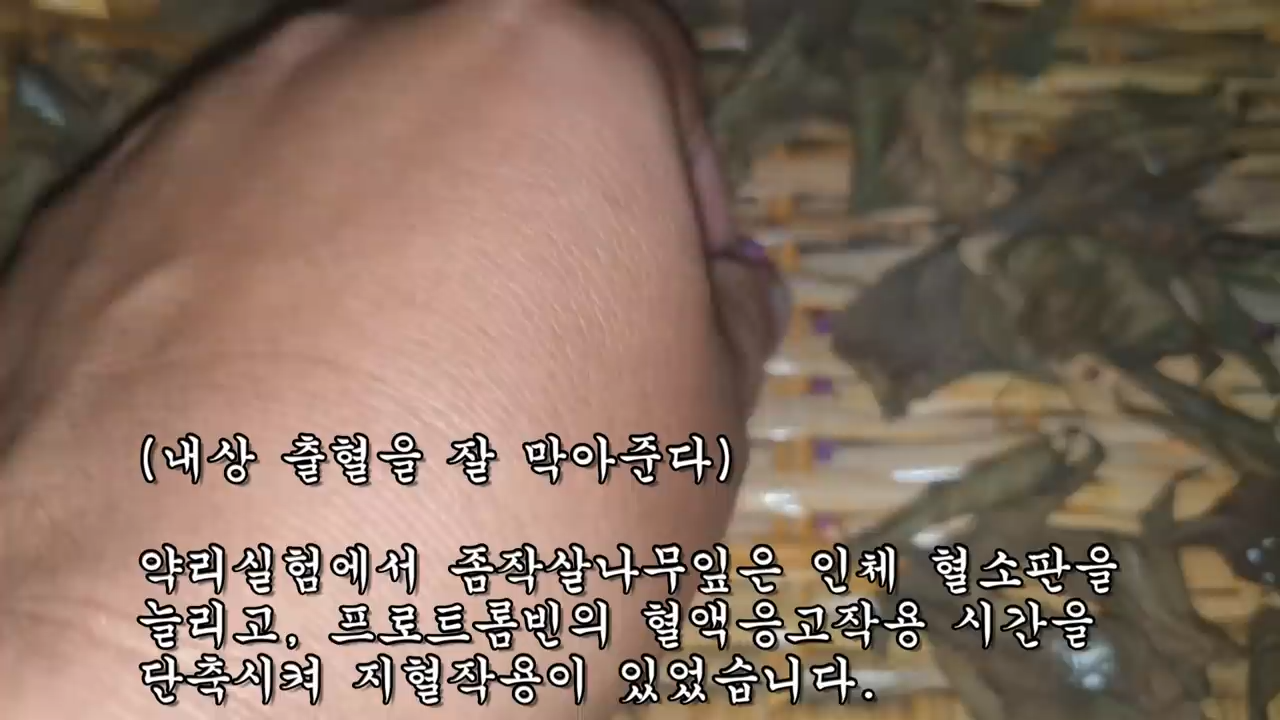 (내상 출혈을 잘 막아준다)
약리실험에서 좀작살나무잎은 인체 혈소판을
늘리고, 프로트롬빈의 혈액응고작용 시간을
단축시켜 지혈작용이 있었습니다.